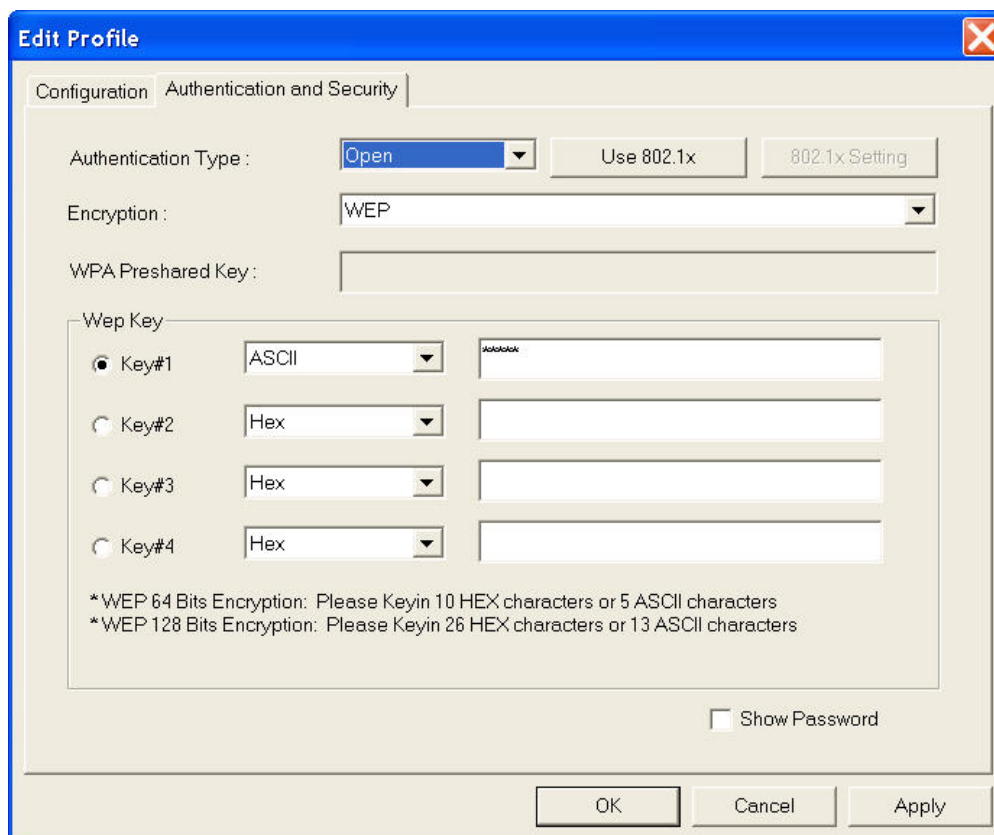 Edit Profile
Configuration Authentication and Security
Authentication Type : Open Use 802.1x 802.1x Setting
Encryption : WEP
WPA Preshared Key :
Wep Key
Key#1 ASCII *****
Key#2 Hex
Key#3 Hex
Key#4 Hex
* WEP 64 Bits Encryption: Please Keyin 10 HEX characters or 5 ASCII characters
* WEP 128 Bits Encryption: Please Keyin 26 HEX characters or 13 ASCII characters
Show Password
OK Cancel Apply